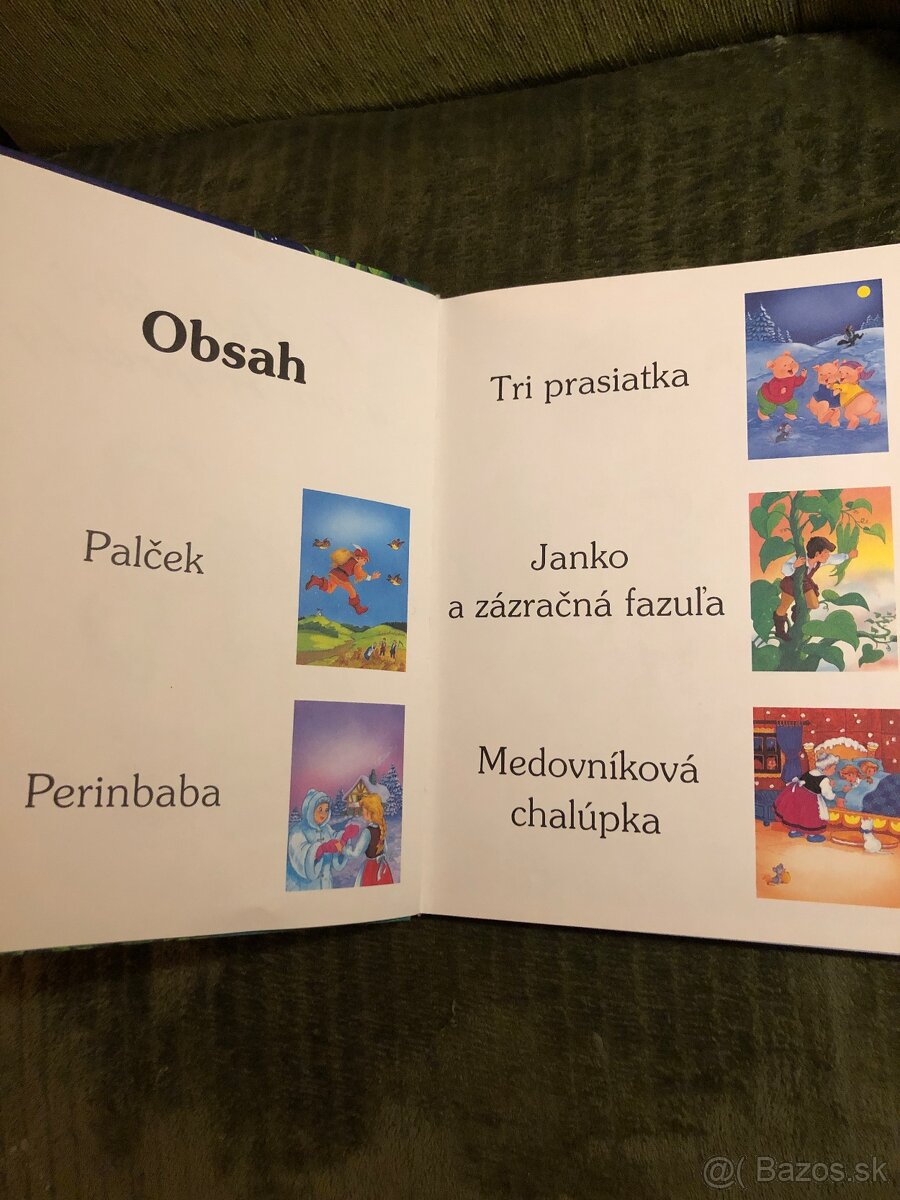 Obsah
Palček
Perinbaba
Tri prasiatka
Janko
a zázračná fazuľa
Medovníková
chalúpka
@( Bazos.sk